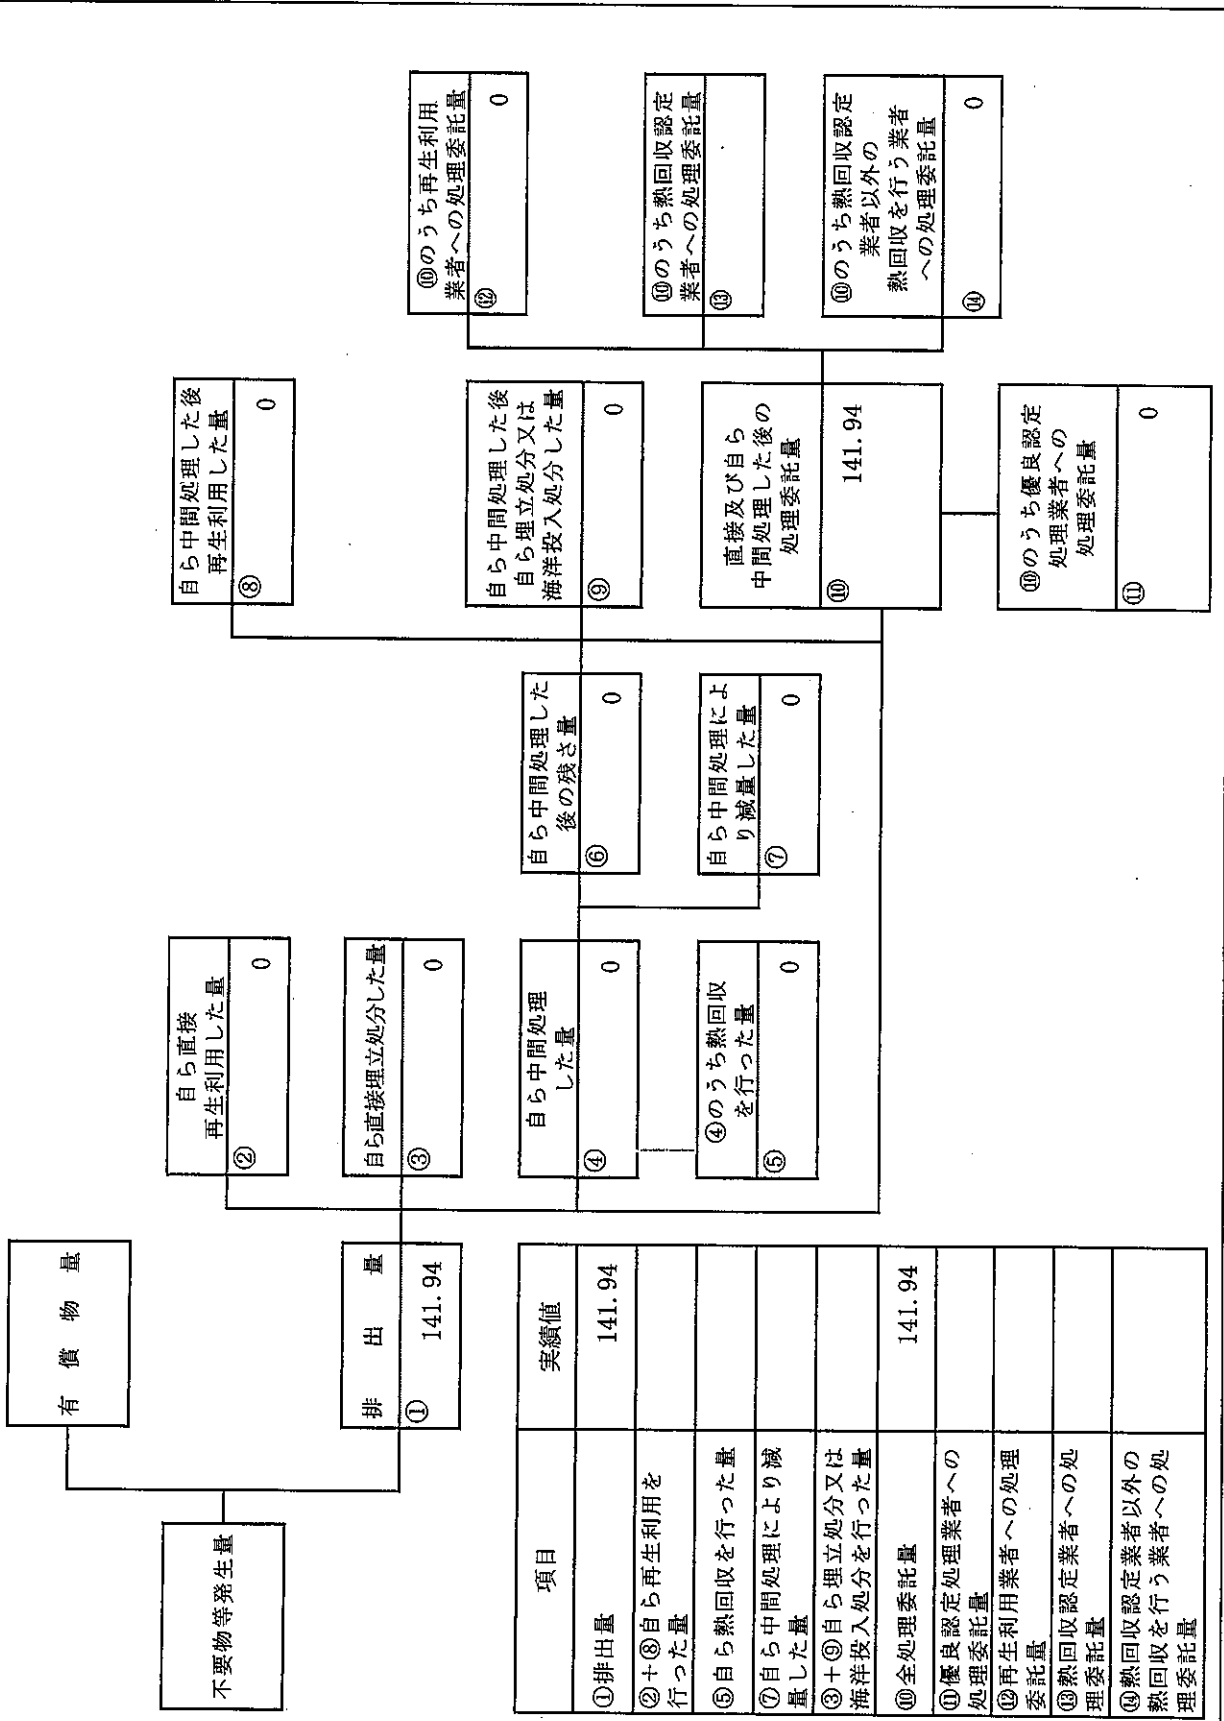 不要物等発生量
有償物量
排出量
① 141.94
自ら直接
再生利用した量
② 0
自ら直接埋立処分した量
③ 0
自ら中間処理
した量
④ 0
④のうち熱回収
を行った量
⑤ 0
自ら中間処理した
後の残さ量
⑥ 0
自ら中間処理によ
り減量した量
⑦ 0
自ら中間処理した後
再生利用した量
⑧ 0
自ら中間処理した後
自ら埋立処分又は
海洋投入処分した量
⑨ 0
直接及び自ら
中間処理した後の
処理委託量
⑩ 141.94
⑩のうち優良認定
処理業者への
処理委託量
⑪ 0
⑩のうち再生利用
業者への処理委託量
⑫ 0
⑩のうち熱回収認定
業者への処理委託量
⑬
⑩のうち熱回収認定
業者以外の
熱回収を行う業者
への処理委託量
⑭ 0
項目 実績値
①排出量 141.94
②+⑧自ら再生利用を
行った量
⑤自ら熱回収を行った量
⑦自ら中間処理により減
量した量
③+⑨自ら埋立処分又は
海洋投入処分を行った量
⑩全処理委託量 141.94
⑪優良認定処理業者への
処理委託量
⑫再生利用業者への処理
委託量
⑬熱回収認定業者への処
理委託量
⑭熱回収認定業者以外の
熱回収を行う業者への処
理委託量